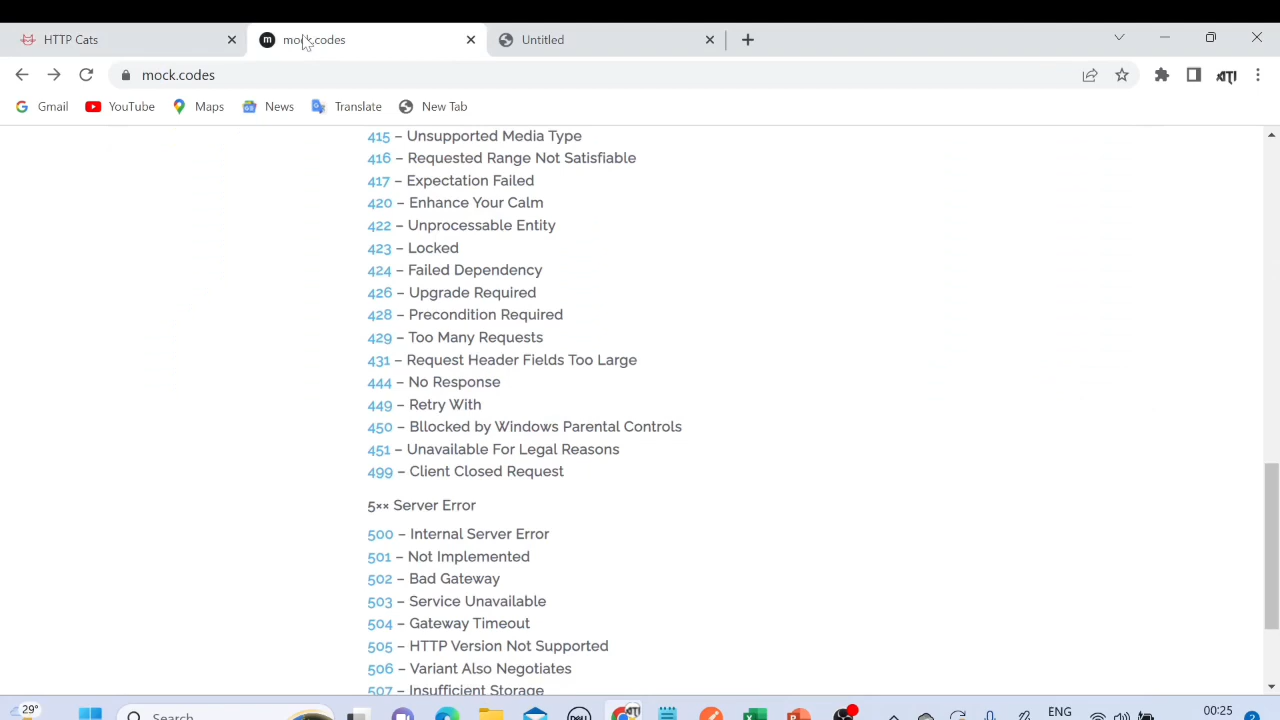 HTTP Cats
mock.codes
Untitled
mock.codes
Gmail
YouTube
Maps
News
Translate
New Tab
415 – Unsupported Media Type
416 – Requested Range Not Satisfiable
417 – Expectation Failed
420 – Enhance Your Calm
422 – Unprocessable Entity
423 – Locked
424 – Failed Dependency
426 – Upgrade Required
428 – Precondition Required
429 – Too Many Requests
431 – Request Header Fields Too Large
444 – No Response
449 – Retry With
450 – Bllocked by Windows Parental Controls
451 – Unavailable For Legal Reasons
499 – Client Closed Request
5×× Server Error
500 – Internal Server Error
501 – Not Implemented
502 – Bad Gateway
503 – Service Unavailable
504 – Gateway Timeout
505 – HTTP Version Not Supported
506 – Variant Also Negotiates
507 – Insufficient Storage
29°
Search
DELL
ENG
00:25
2